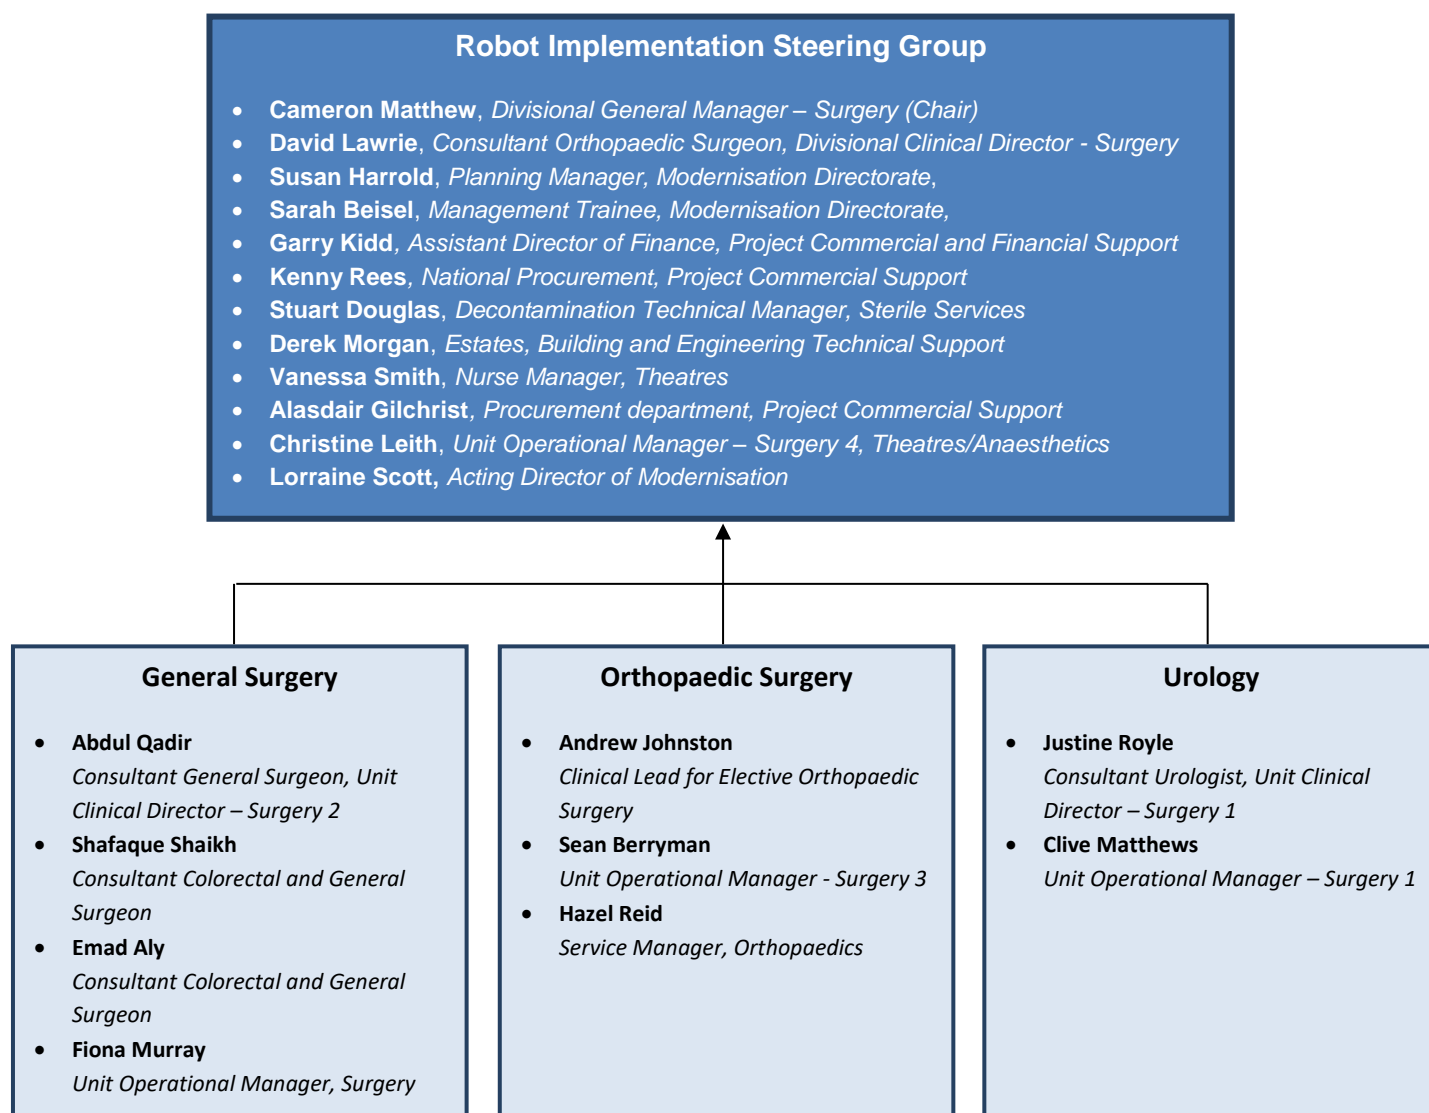 Robot Implementation Steering Group
• Cameron Matthew, Divisional General Manager – Surgery (Chair)
• David Lawrie, Consultant Orthopaedic Surgeon, Divisional Clinical Director - Surgery
• Susan Harrold, Planning Manager, Modernisation Directorate,
• Sarah Beisel, Management Trainee, Modernisation Directorate,
• Garry Kidd, Assistant Director of Finance, Project Commercial and Financial Support
• Kenny Rees, National Procurement, Project Commercial Support
• Stuart Douglas, Decontamination Technical Manager, Sterile Services
• Derek Morgan, Estates, Building and Engineering Technical Support
• Vanessa Smith, Nurse Manager, Theatres
• Alasdair Gilchrist, Procurement department, Project Commercial Support
• Christine Leith, Unit Operational Manager – Surgery 4, Theatres/Anaesthetics
• Lorraine Scott, Acting Director of Modernisation
General Surgery
• Abdul Qadir
Consultant General Surgeon, Unit
Clinical Director – Surgery 2
• Shafaque Shaikh
Consultant Colorectal and General
Surgeon
• Emad Aly
Consultant Colorectal and General
Surgeon
• Fiona Murray
Unit Operational Manager, Surgery
Orthopaedic Surgery
• Andrew Johnston
Clinical Lead for Elective Orthopaedic
Surgery
• Sean Berryman
Unit Operational Manager - Surgery 3
• Hazel Reid
Service Manager, Orthopaedics
Urology
• Justine Royle
Consultant Urologist, Unit Clinical
Director – Surgery 1
• Clive Matthews
Unit Operational Manager – Surgery 1